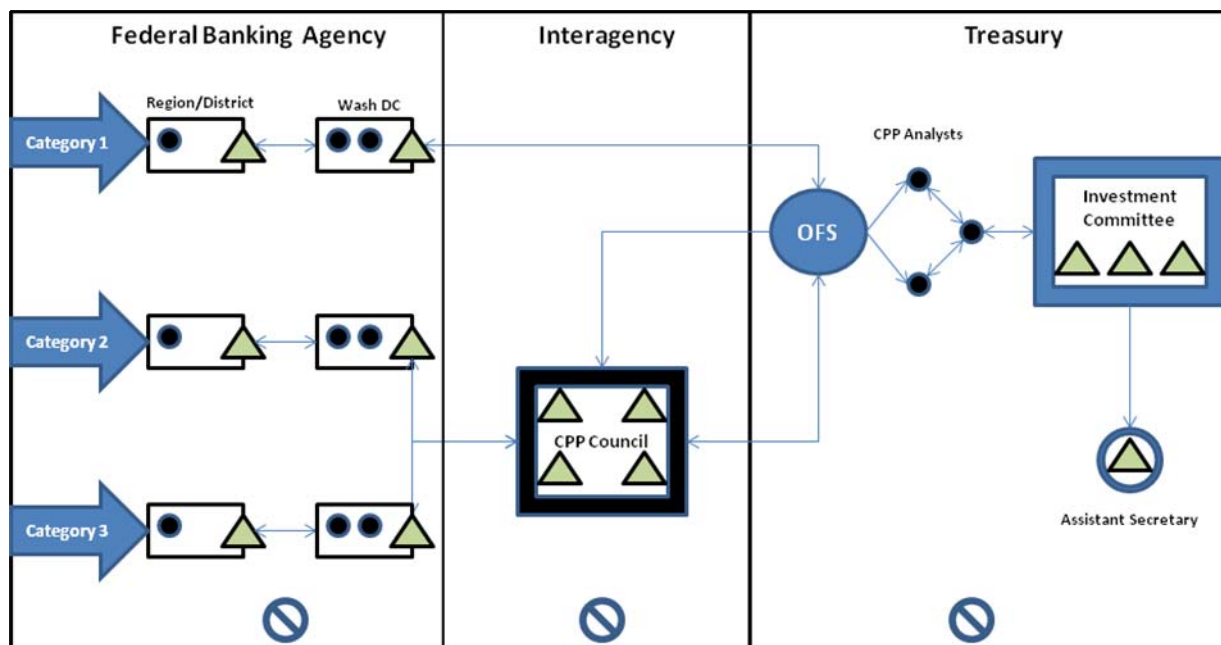 Federal Banking Agency
Interagency
Treasury
Region/District
Wash DC
Category 1
CPP Analysts
OFS
Investment
Committee
Category 2
CPP Council
Category 3
Assistant Secretary